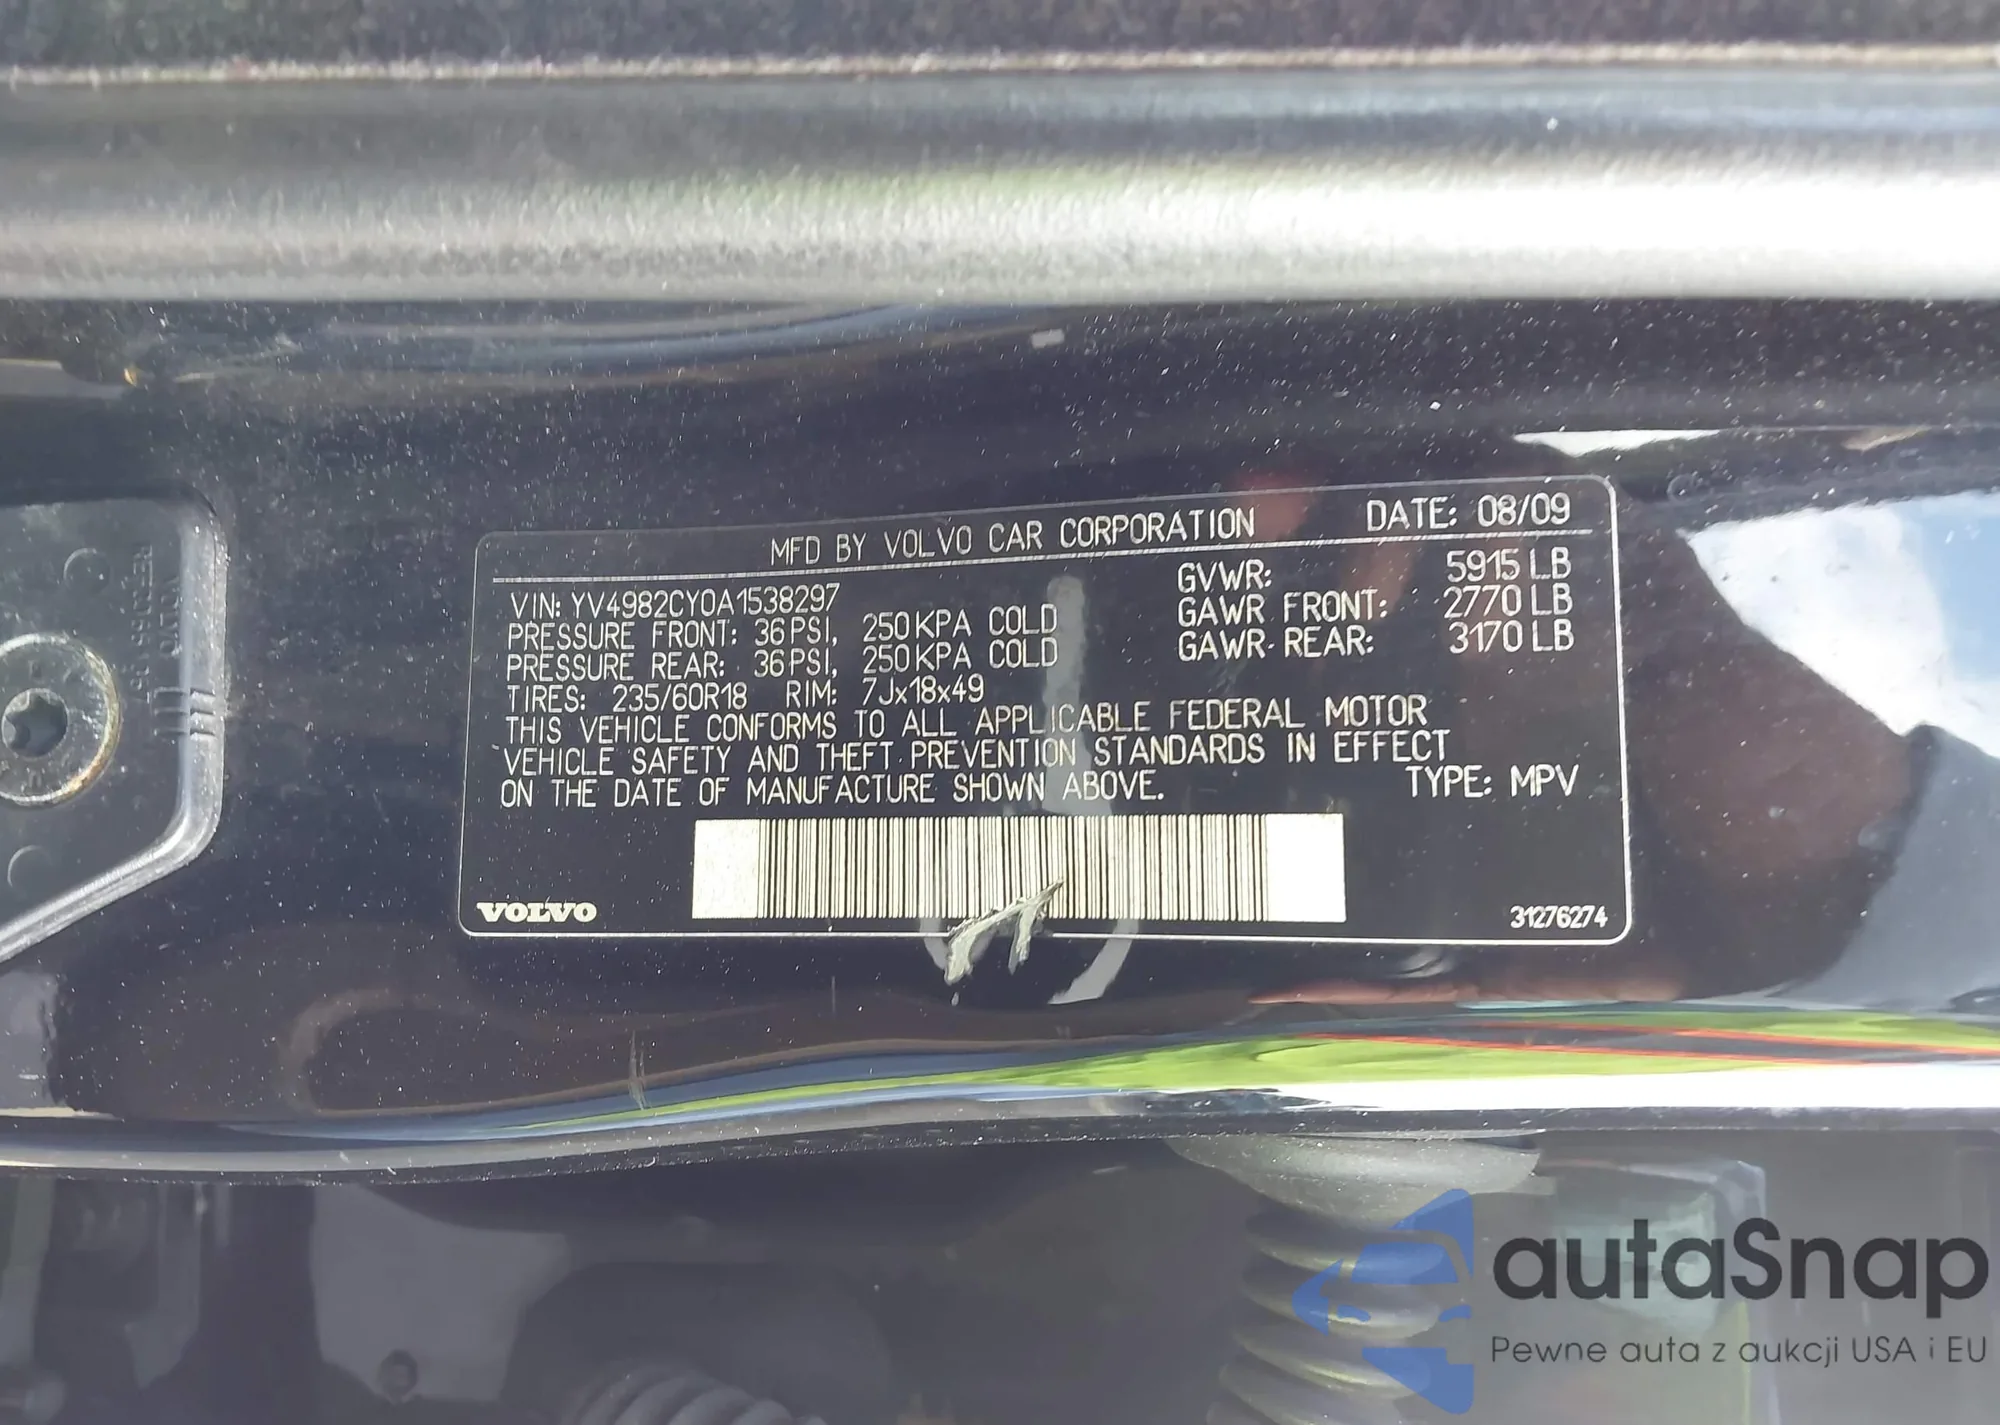 MFD BY VOLVO CAR CORPORATION DATE: 08/09
VIN: YV4982CY0A1538297 GVWR: 5915 LB
PRESSURE FRONT: 36 PSI, 250 KPA COLD GAWR FRONT: 2770 LB
PRESSURE REAR: 36 PSI, 250 KPA COLD GAWR REAR: 3170 LB
TIRES: 235/60R18 RIM: 7Jx18x49
THIS VEHICLE CONFORMS TO ALL APPLICABLE FEDERAL MOTOR
VEHICLE SAFETY AND THEFT PREVENTION STANDARDS IN EFFECT
ON THE DATE OF MANUFACTURE SHOWN ABOVE. TYPE: MPV
VOLVO 31276274
VOLVO
autaSnap
Pewne auta z aukcji USA i EU